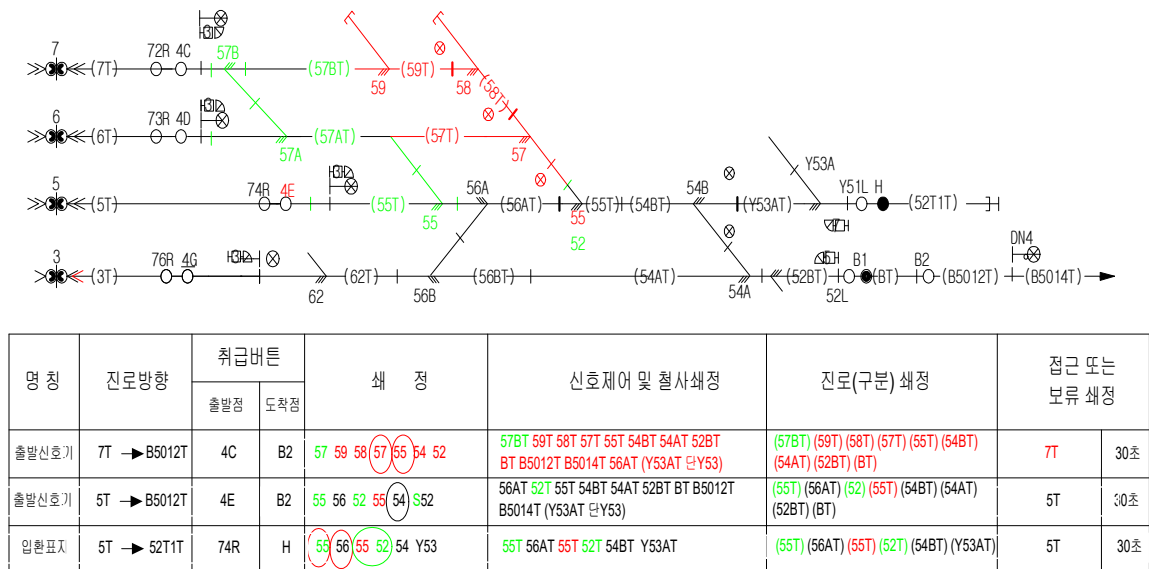 7 72R 4C 57B
(7T) (57BT) 59 (59T) 58 (58T)
6 73R 4D
(6T) 57A (57AT) (57T) 57
5 74R 4E 56A 54B Y53A Y51L H
(5T) (55T) 55 (56AT) (55T) (54BT) (Y53AT) (52T1T)
55
52
3 76R 4G B1 B2 DN4
(3T) 62 (62T) 56B (56BT) (54AT) 54A (52BT) 52L (BT) (B5012T) (B5014T)
명 칭 진로방향 취급버튼 쇄 정 신호제어 및 철사쇄정 진로(구분) 쇄정 접근 또는
보류 쇄정
출발점 도착점
출발신호기 7T → B5012T 4C B2 57 59 58 57 55 54 52 57BT 59T 58T 57T 55T 54BT 54AT 52BT
BT B5012T B5014T 56AT (Y53AT 단Y53) (57BT) (59T) (58T) (57T) (55T) (54BT)
(54AT) (52BT) (BT) 7T 30초
출발신호기 5T → B5012T 4E B2 55 56 52 55 54 S52 56AT 52T 55T 54BT 54AT 52BT BT B5012T
B5014T (Y53AT 단Y53) (55T) (56AT) (52) (55T) (54BT) (54AT)
(52BT) (BT) 5T 30초
입환표지 5T → 52T1T 74R H 55 56 55 52 54 Y53 55T 56AT 55T 52T 54BT Y53AT (55T) (56AT) (55T) (52T) (54BT) (Y53AT) 5T 30초